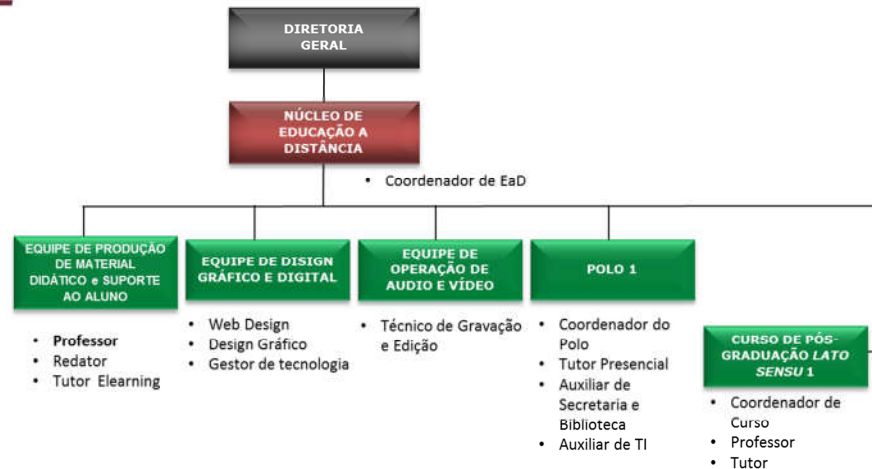 DIRETORIA
GERAL
NÚCLEO DE
EDUCAÇÃO A
DISTÂNCIA
• Coordenador de EaD
EQUIPE DE PRODUÇÃO
DE MATERIAL
DIDÁTICO e SUPORTE
AO ALUNO
• Professor
• Redator
• Tutor Elearning
EQUIPE DE DISIGN
GRÁFICO E DIGITAL
• Web Design
• Design Gráfico
• Gestor de tecnologia
EQUIPE DE
OPERAÇÃO DE
AUDIO E VÍDEO
• Técnico de Gravação
e Edição
POLO 1
• Coordenador do
Polo
• Tutor Presencial
• Auxiliar de
Secretaria e
Biblioteca
• Auxiliar de TI
CURSO DE PÓS-
GRADUAÇÃO LATO
SENSU 1
• Coordenador de
Curso
• Professor
• Tutor